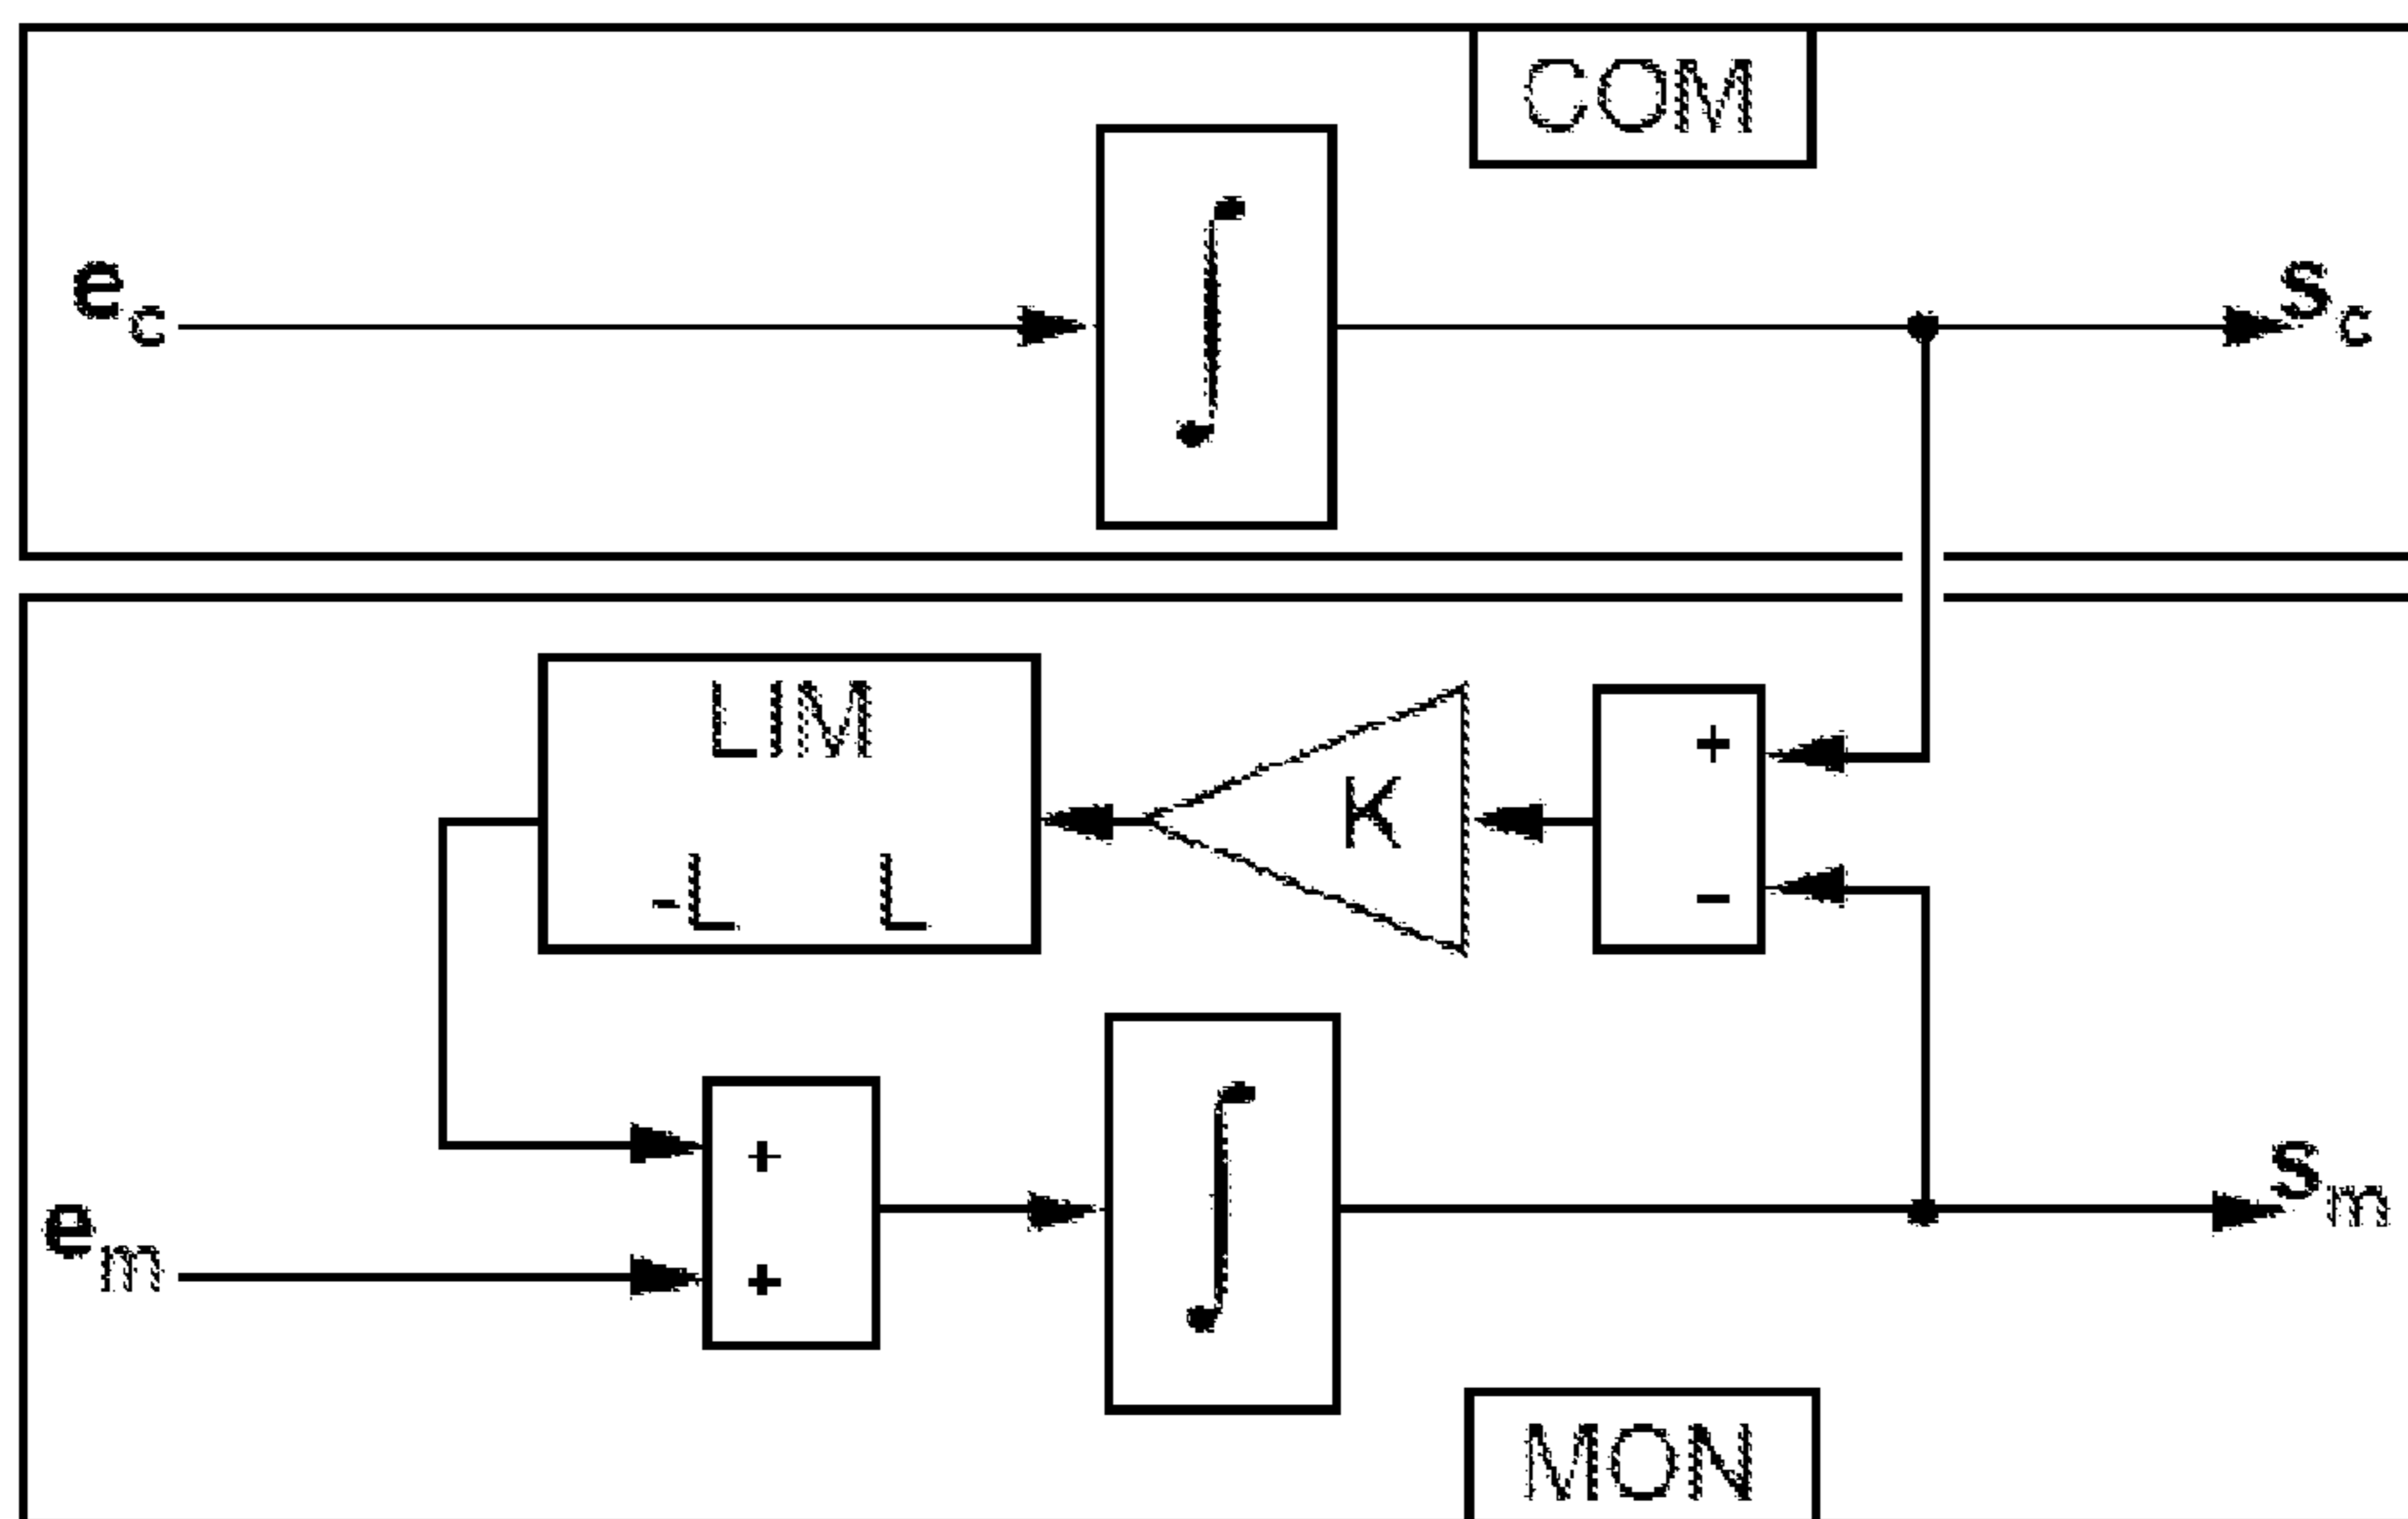 COM
∫
e_c
s_c
LIM
K
+
-
-L L
+
+
∫
e_m
s_m
MON